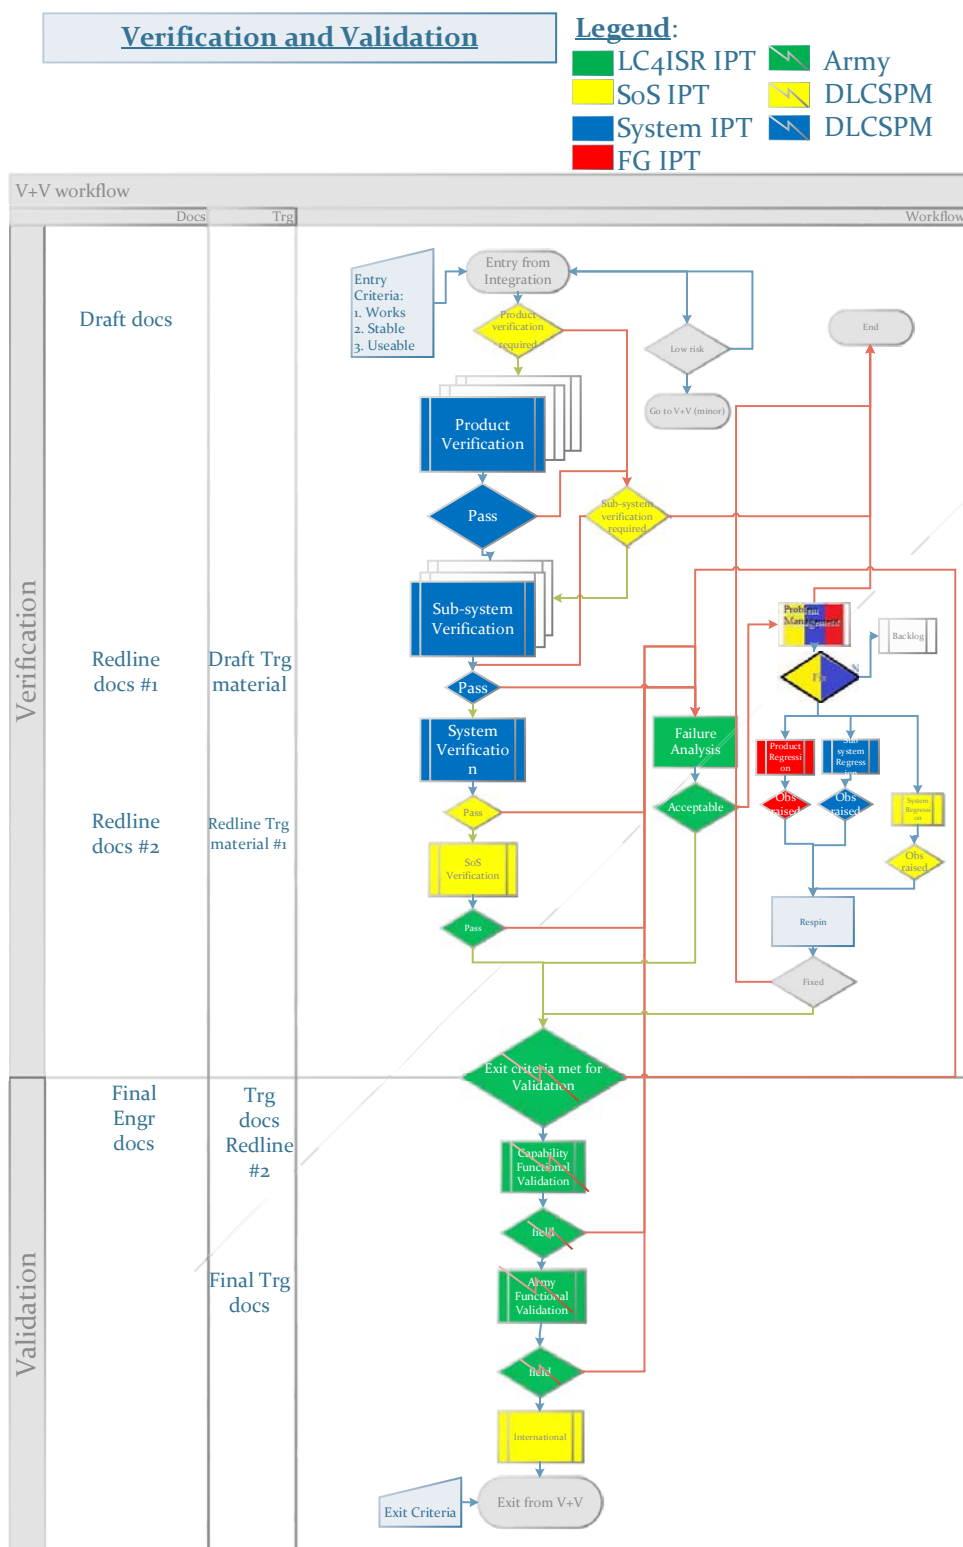 Verification and Validation
Legend:
LC4ISR IPT
Army
SoS IPT
DLCSPM
System IPT
DLCSPM
FG IPT
V+V workflow
Docs
Trg
Workflow
Verification
Draft docs
Entry
Criteria:
1. Works
2. Stable
3. Useable
Entry from
Integration
Product
verification
required
Low risk
Go to V+V (minor)
End
Product
Verification
Pass
Sub-system
verification
required
Sub-system
Verification
Redline
docs #1
Draft Trg
material
Pass
Problem
Management
Backlog
N
System
Verificatio
n
Failure
Analysis
Product
Regressi
on
system
Regress
System
Regressi
on
Redline
docs #2
Redline Trg
material #1
Pass
Acceptable
Obs
raised
Obs
raised
Obs
raised
SoS
Verification
Pass
Respin
Fixed
Validation
Exit criteria met for
Validation
Final
Engr
docs
Trg
docs
Redline
#2
Capability
Functional
Validation
field
Final Trg
docs
Army
Functional
Validation
field
International
Exit Criteria
Exit from V+V